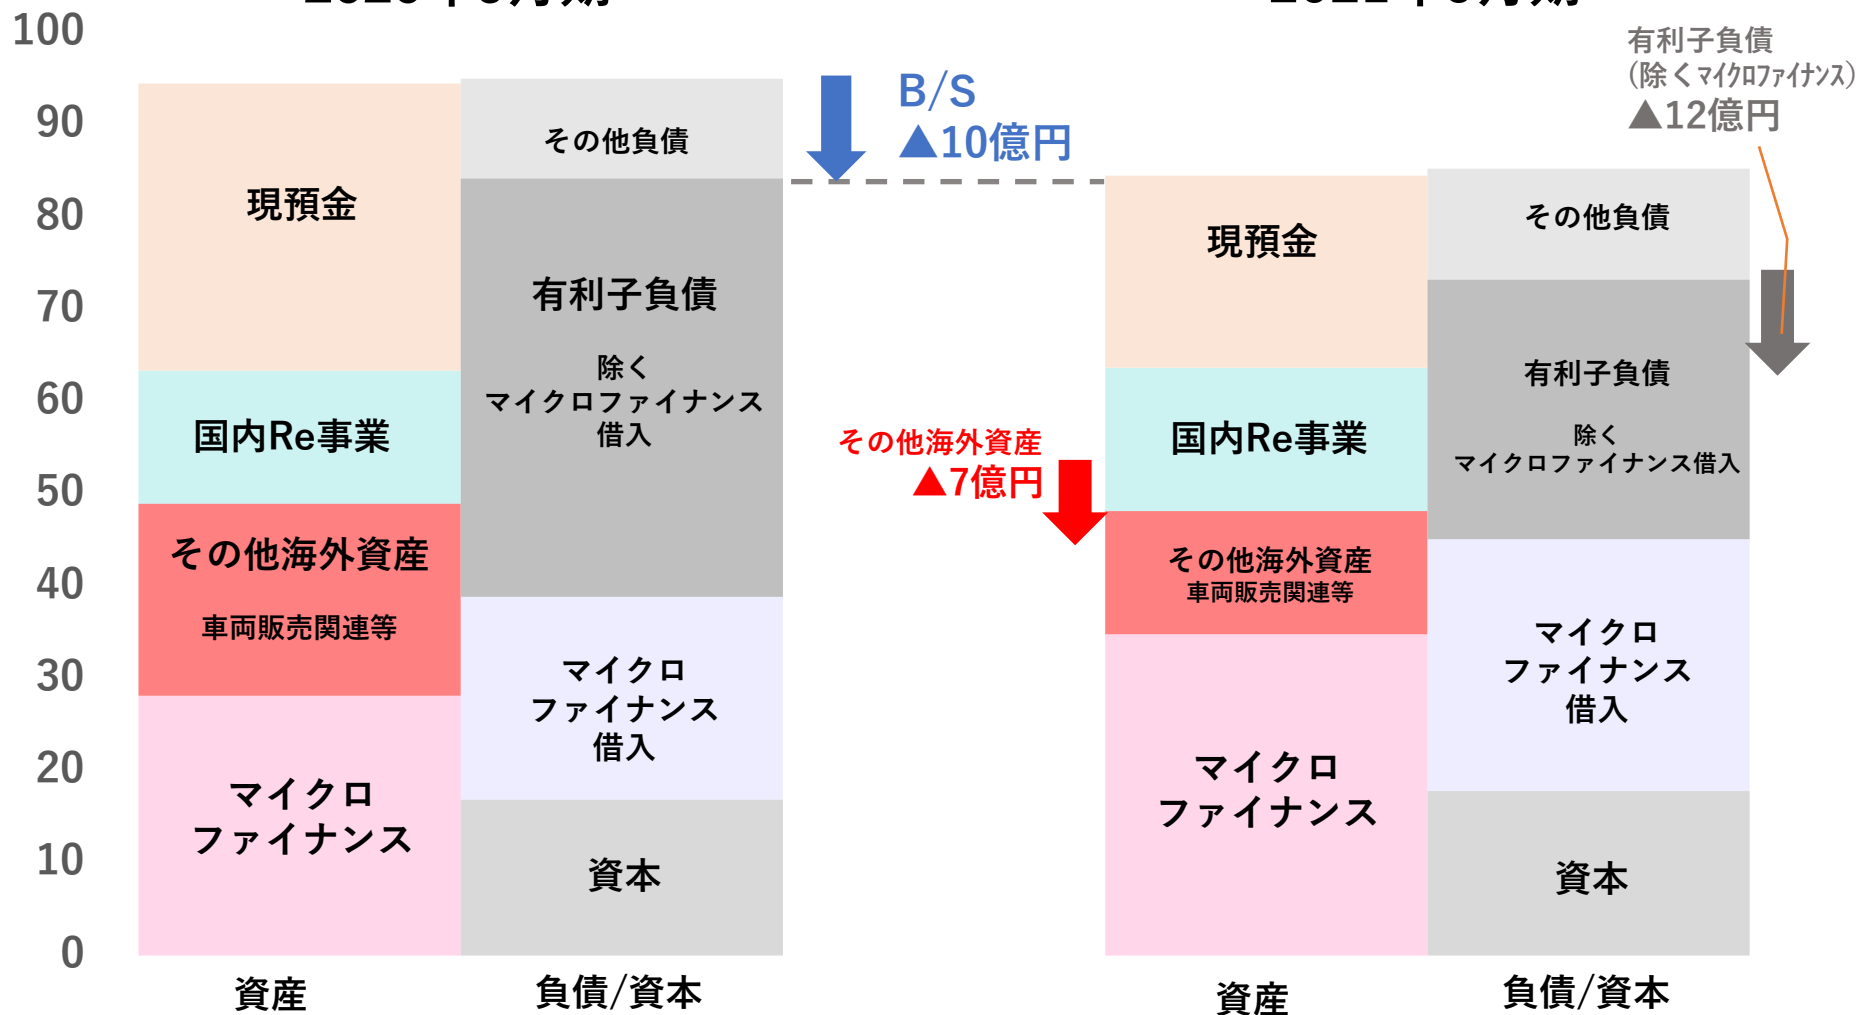 100
90
80
70
60
50
40
30
20
10
0
現預金
国内Re事業
その他海外資産
車両販売関連等
マイクロ
ファイナンス
資産
その他負債
有利子負債
除く
マイクロファイナンス
借入
マイクロ
ファイナンス
借入
資本
負債/資本
B/S
▲10億円
その他海外資産
▲7億円
現預金
国内Re事業
その他海外資産
車両販売関連等
マイクロ
ファイナンス
資産
有利子負債
(除くﾏｲｸﾛﾌｧｲﾅﾝｽ)
▲12億円
その他負債
有利子負債
除く
マイクロファイナンス借入
マイクロ
ファイナンス
借入
資本
負債/資本